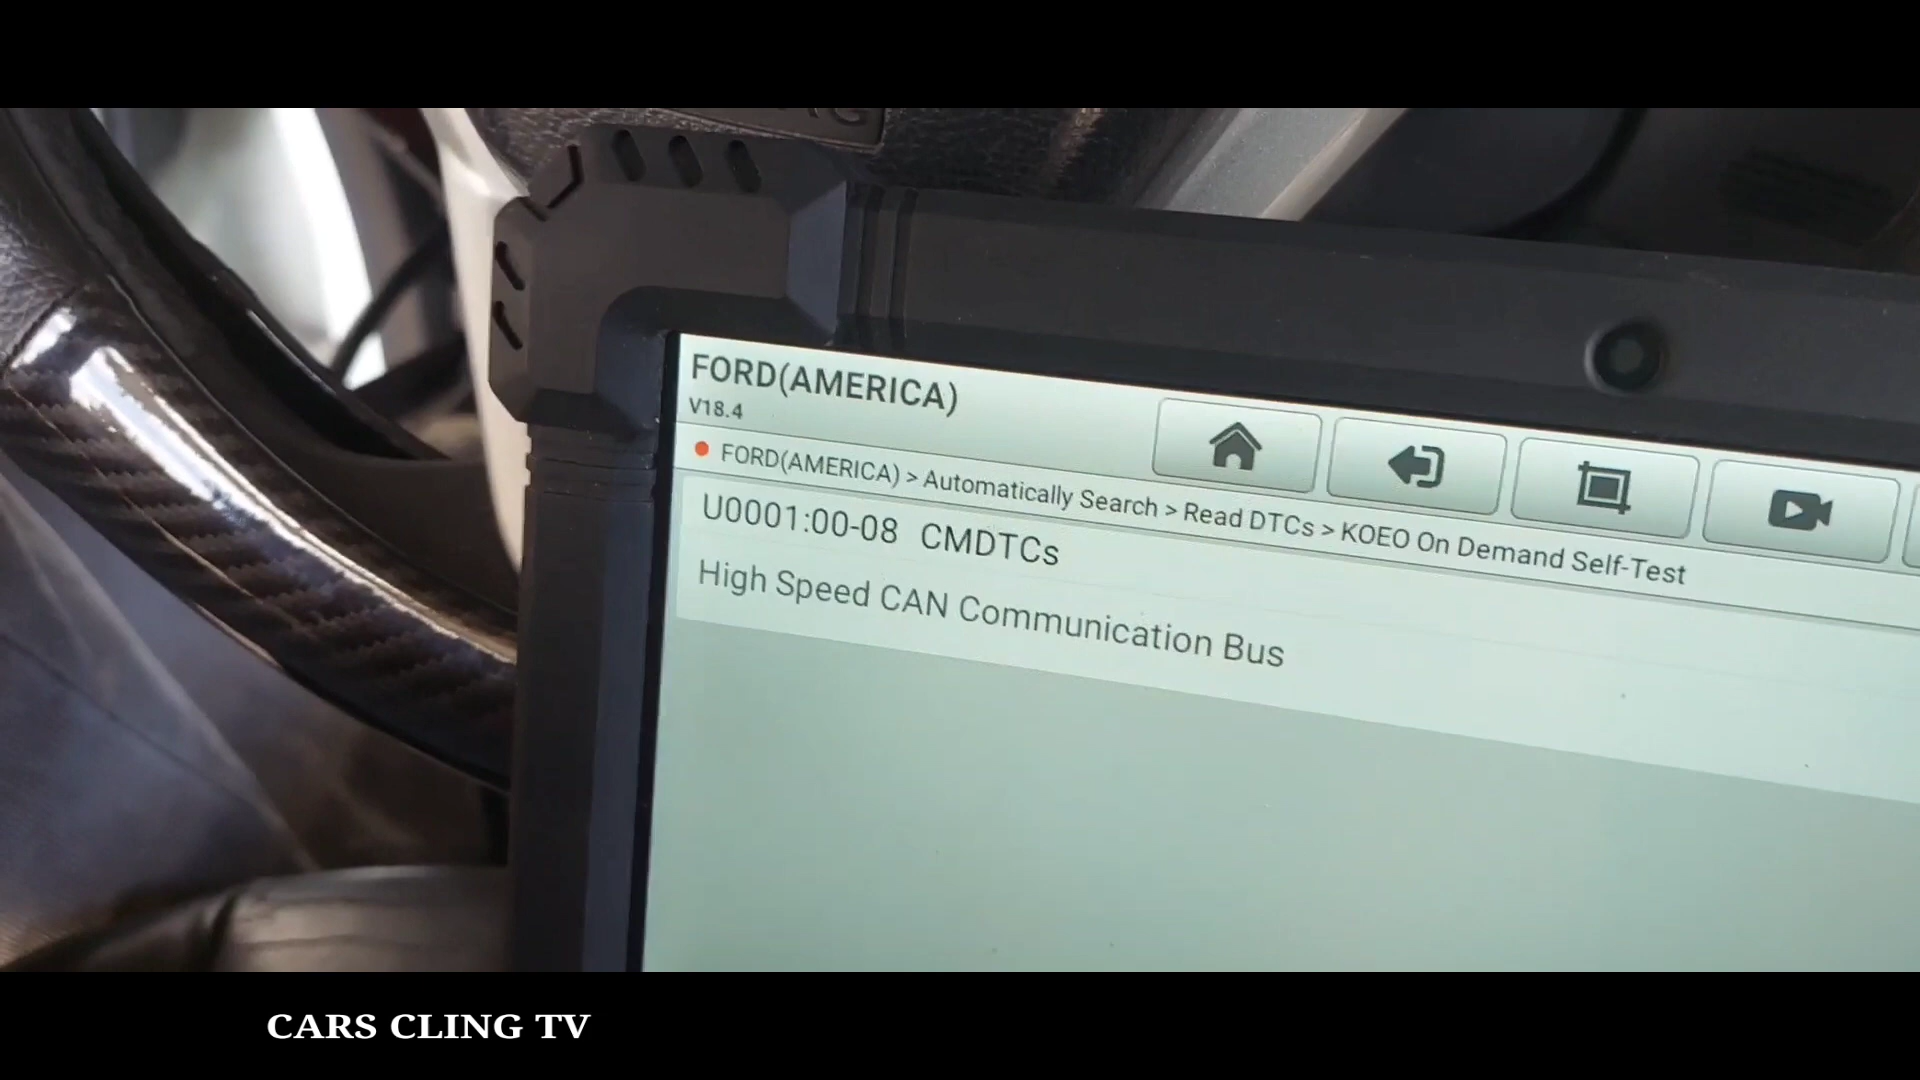 FORD(AMERICA)
V18.4
FORD(AMERICA) > Automatically Search > Read DTCs > KOEO On Demand Self-Test
U0001:00-08 CMDTCs
High Speed CAN Communication Bus
CARS CLING TV